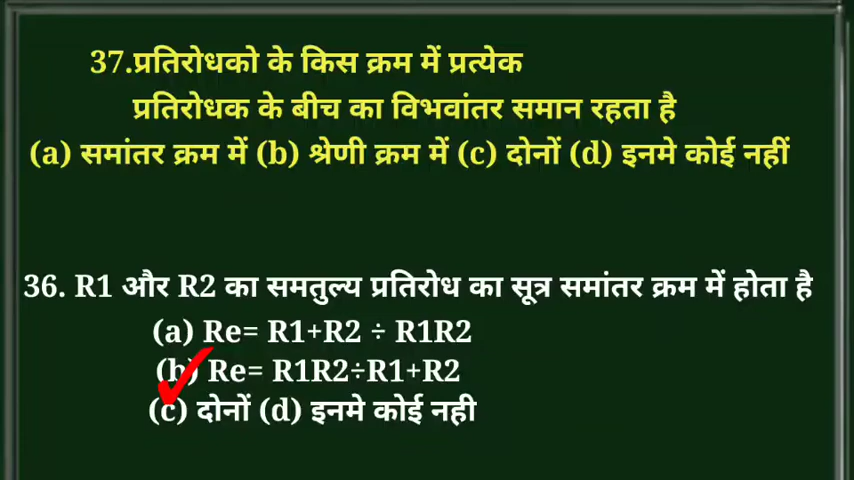 37.प्रतिरोधको के किस क्रम में प्रत्येक
प्रतिरोधक के बीच का विभवांतर समान रहता है
(a) समांतर क्रम में (b) श्रेणी क्रम में (c) दोनों (d) इनमे कोई नहीं
36. R1 और R2 का समतुल्य प्रतिरोध का सूत्र समांतर क्रम में होता है
(a) Re= R1+R2 ÷ R1R2
(b) Re= R1R2÷R1+R2
(c) दोनों (d) इनमे कोई नही